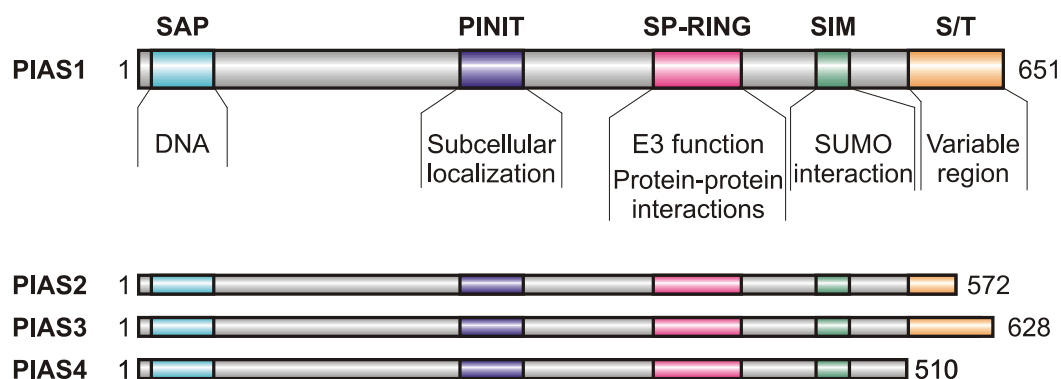 SAP PINIT SP-RING SIM S/T
PIAS1 1 651
DNA
Subcellular
localization
E3 function
Protein-protein
interactions
SUMO
interaction
Variable
region
PIAS2 1 572
PIAS3 1 628
PIAS4 1 510